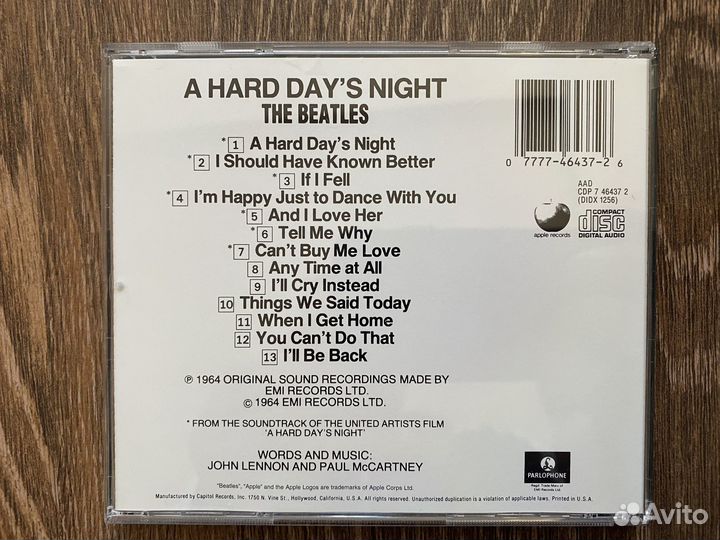 A HARD DAY'S NIGHT
THE BEATLES
*1 A Hard Day's Night
*2 I Should Have Known Better
*3 If I Fell
*4 I'm Happy Just to Dance With You
*5 And I Love Her
*6 Tell Me Why
*7 Can't Buy Me Love
8 Any Time at All
9 I'll Cry Instead
10 Things We Said Today
11 When I Get Home
12 You Can't Do That
13 I'll Be Back
℗ 1964 ORIGINAL SOUND RECORDINGS MADE BY
EMI RECORDS LTD.
© 1964 EMI RECORDS LTD.
* FROM THE SOUNDTRACK OF THE UNITED ARTISTS FILM
'A HARD DAY'S NIGHT'
WORDS AND MUSIC:
JOHN LENNON AND PAUL McCARTNEY
"Beatles", "Apple" and the Apple Logos are trademarks of Apple Corps Ltd.
Manufactured by Capitol Records, Inc. 1750 N. Vine St., Hollywood, California, U.S.A. All rights reserved. Unauthorized duplication is a violation of applicable laws. Printed in U.S.A.
0 7777-46437-2 6
AAD
CDP 7 46437 2
(DIDX 1256)
apple records
COMPACT
disc
DIGITAL AUDIO
PARLOPHONE
Regd. Trade Mark of
EMI Records Ltd.
Avito